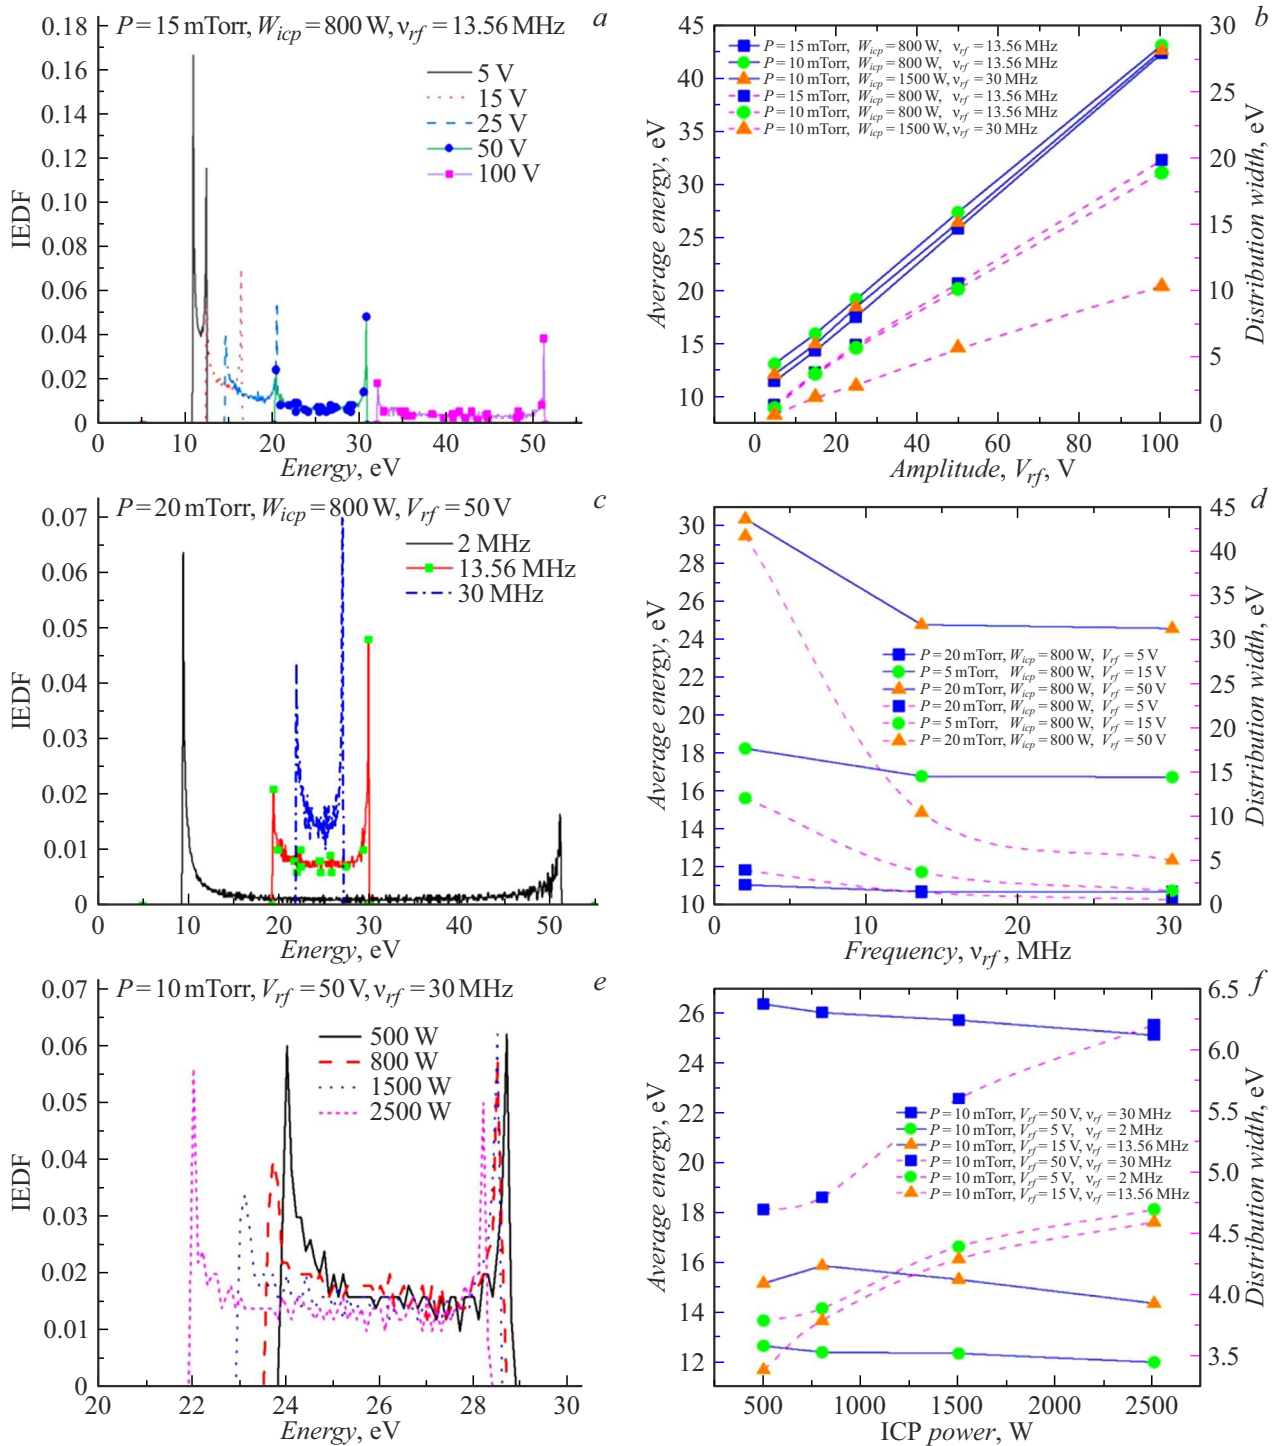 a
P = 15 mTorr, W_icp = 800 W, ν_rf = 13.56 MHz
5 V
15 V
25 V
50 V
100 V
IEDF
0.18
0.16
0.14
0.12
0.10
0.08
0.06
0.04
0.02
0
0 10 20 30 40 50
Energy, eV
b
P = 15 mTorr, W_icp = 800 W, ν_rf = 13.56 MHz
P = 10 mTorr, W_icp = 800 W, ν_rf = 13.56 MHz
P = 10 mTorr, W_icp = 1500 W, ν_rf = 30 MHz
P = 15 mTorr, W_icp = 800 W, ν_rf = 13.56 MHz
P = 10 mTorr, W_icp = 800 W, ν_rf = 13.56 MHz
P = 10 mTorr, W_icp = 1500 W, ν_rf = 30 MHz
Average energy, eV
45
40
35
30
25
20
15
10
Distribution width, eV
30
25
20
15
10
5
0
0 20 40 60 80 100
Amplitude, V_rf, V
c
P = 20 mTorr, W_icp = 800 W, V_rf = 50 V
2 MHz
13.56 MHz
30 MHz
IEDF
0.07
0.06
0.05
0.04
0.03
0.02
0.01
0
0 10 20 30 40 50
Energy, eV
d
P = 20 mTorr, W_icp = 800 W, V_rf = 5 V
P = 5 mTorr, W_icp = 800 W, V_rf = 15 V
P = 20 mTorr, W_icp = 800 W, V_rf = 50 V
P = 20 mTorr, W_icp = 800 W, V_rf = 5 V
P = 5 mTorr, W_icp = 800 W, V_rf = 15 V
P = 20 mTorr, W_icp = 800 W, V_rf = 50 V
Average energy, eV
30
28
26
24
22
20
18
16
14
12
10
Distribution width, eV
45
40
35
30
25
20
15
10
5
0
0 10 20 30
Frequency, ν_rf, MHz
e
P = 10 mTorr, V_rf = 50 V, ν_rf = 30 MHz
500 W
800 W
1500 W
2500 W
IEDF
0.07
0.06
0.05
0.04
0.03
0.02
0.01
0
20 22 24 26 28 30
Energy, eV
f
P = 10 mTorr, V_rf = 50 V, ν_rf = 30 MHz
P = 10 mTorr, V_rf = 5 V, ν_rf = 2 MHz
P = 10 mTorr, V_rf = 15 V, ν_rf = 13.56 MHz
P = 10 mTorr, V_rf = 50 V, ν_rf = 30 MHz
P = 10 mTorr, V_rf = 5 V, ν_rf = 2 MHz
P = 10 mTorr, V_rf = 15 V, ν_rf = 13.56 MHz
Average energy, eV
26
24
22
20
18
16
14
12
Distribution width, eV
6.5
6.0
5.5
5.0
4.5
4.0
3.5
500 1000 1500 2000 2500
ICP power, W